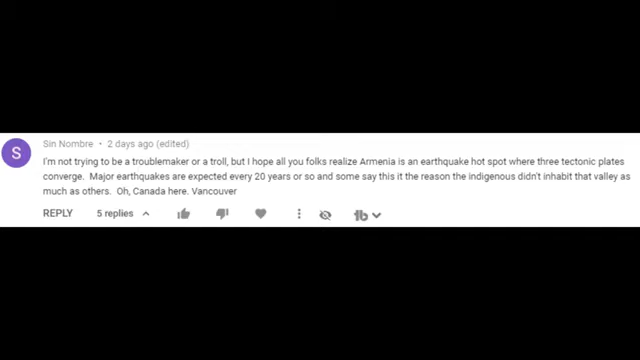 S
Sin Nombre • 2 days ago (edited)
I'm not trying to be a troublemaker or a troll, but I hope all you folks realize Armenia is an earthquake hot spot where three tectonic plates
converge.  Major earthquakes are expected every 20 years or so and some say this it the reason the indigenous didn't inhabit that valley as
much as others.  Oh, Canada here. Vancouver
REPLY 5 replies
tb